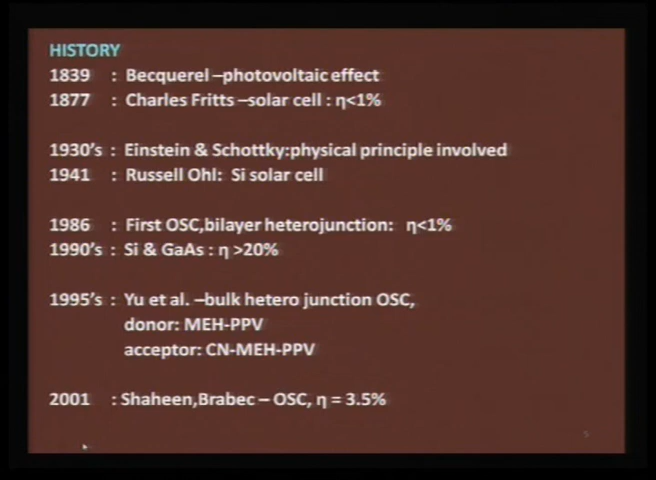 HISTORY
1839 : Becquerel –photovoltaic effect
1877 : Charles Fritts –solar cell : η<1%
1930's : Einstein & Schottky:physical principle involved
1941 : Russell Ohl: Si solar cell
1986 : First OSC,bilayer heterojunction: η<1%
1990's : Si & GaAs : η >20%
1995's : Yu et al. –bulk hetero junction OSC,
donor: MEH-PPV
acceptor: CN-MEH-PPV
2001 : Shaheen,Brabec – OSC, η = 3.5%
5